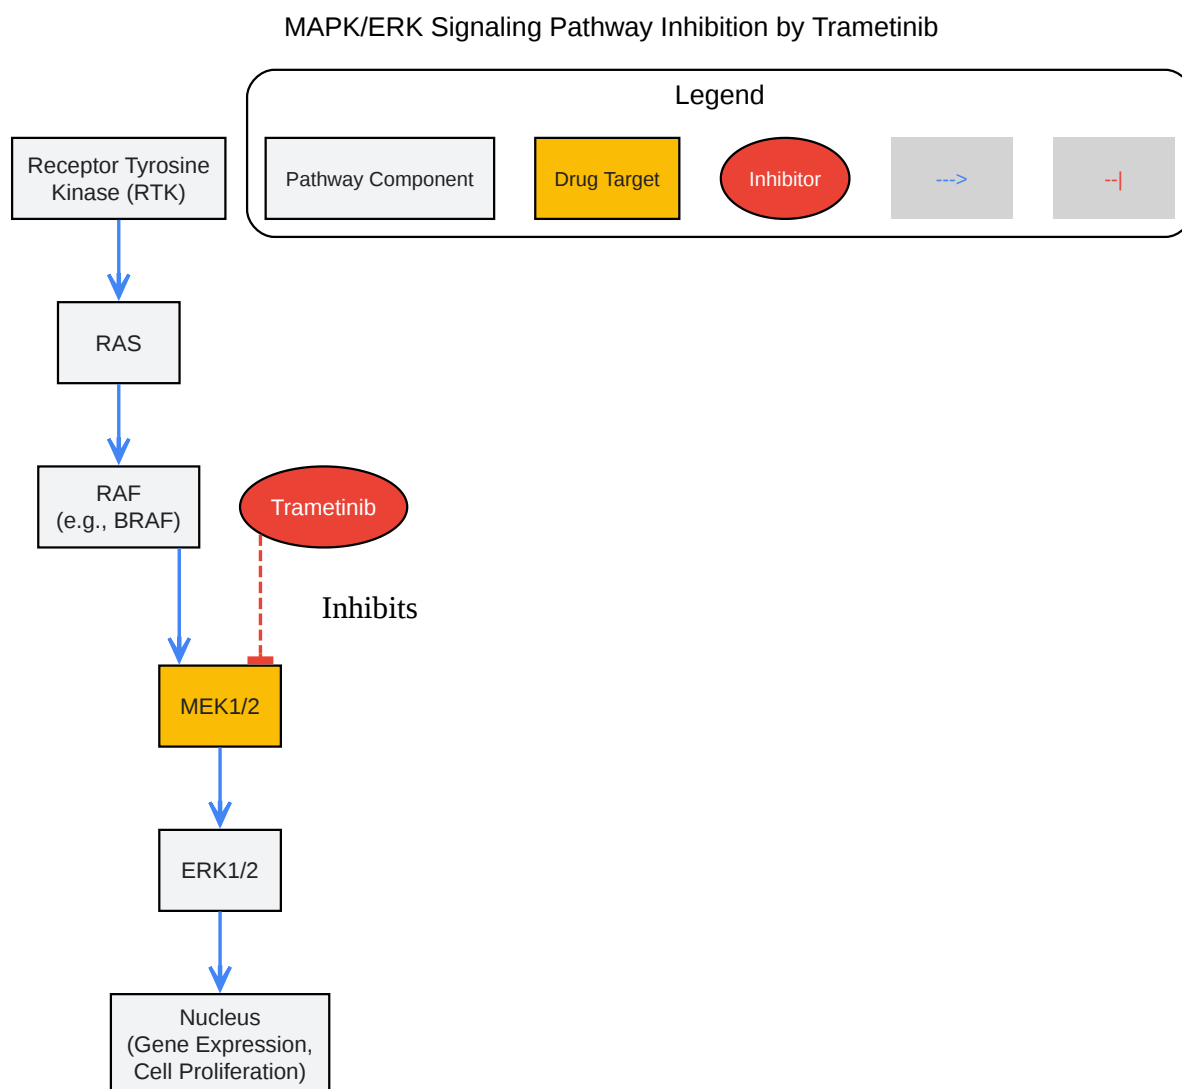 MAPK/ERK Signaling Pathway Inhibition by Trametinib
Legend
Receptor Tyrosine
Kinase (RTK)
Pathway Component
Drug Target
Inhibitor
--->
--|
RAS
RAF
(e.g., BRAF)
Trametinib
Inhibits
MEK1/2
ERK1/2
Nucleus
(Gene Expression,
Cell Proliferation)